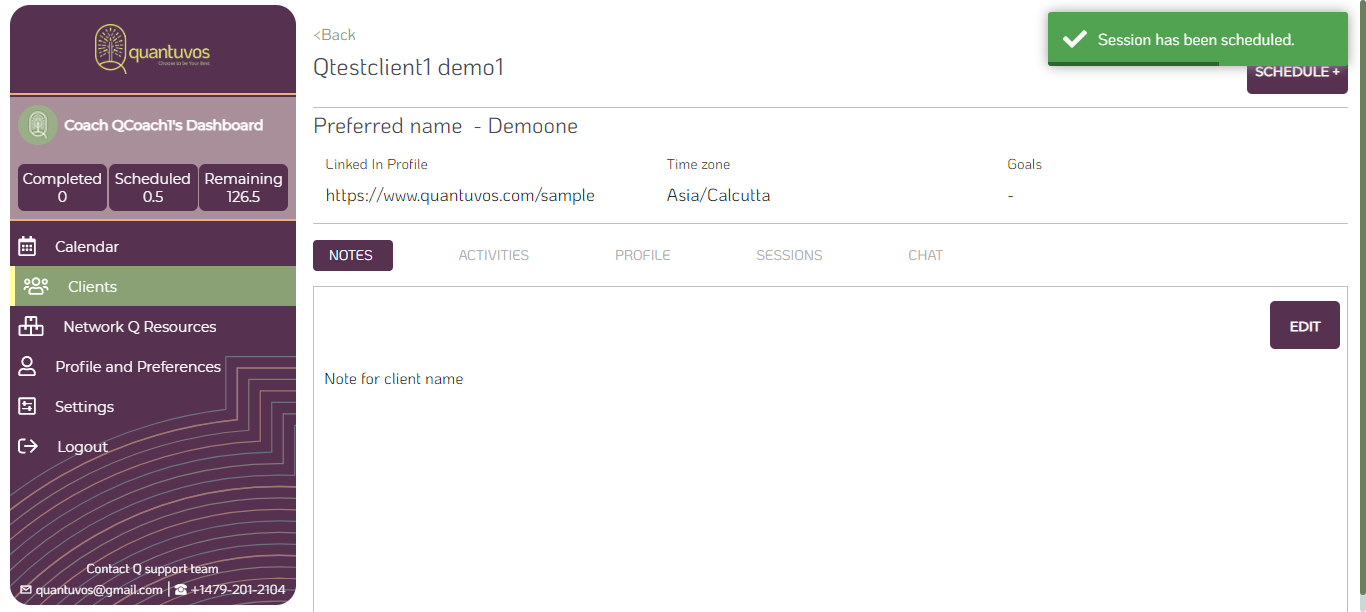 quantuvos
Choose to be Your Best
Coach QCoach1's Dashboard
Completed
0
Scheduled
0.5
Remaining
126.5
Calendar
Clients
Network Q Resources
Profile and Preferences
Settings
Logout
Contact Q support team
quantuvos@gmail.com | +1479-201-2104
<Back
Qtestclient1 demo1
Session has been scheduled.
SCHEDULE +
Preferred name - Demoone
Linked In Profile
https://www.quantuvos.com/sample
Time zone
Asia/Calcutta
Goals
-
NOTES ACTIVITIES PROFILE SESSIONS CHAT
EDIT
Note for client name